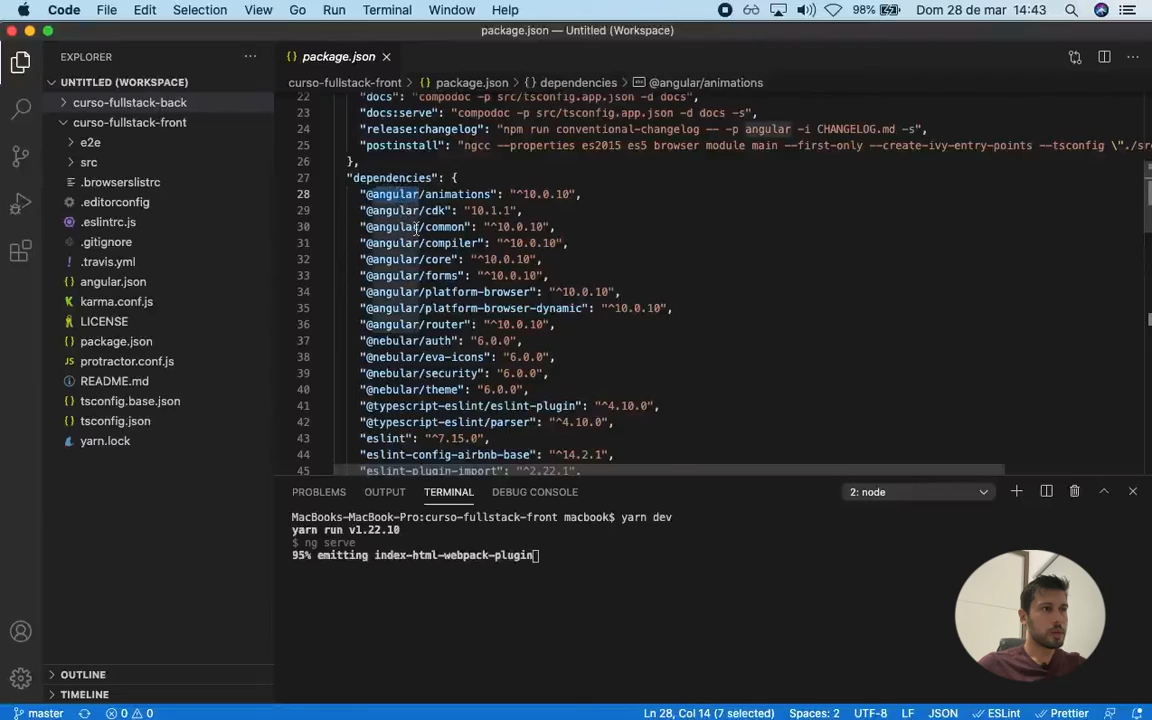 Code File Edit Selection View Go Run Terminal Window Help 98% Dom 28 de mar 14:43
package.json — Untitled (Workspace)
EXPLORER
UNTITLED (WORKSPACE)
curso-fullstack-back
curso-fullstack-front
e2e
src
.browserslistrc
.editorconfig
.eslintrc.js
.gitignore
.travis.yml
angular.json
karma.conf.js
LICENSE
package.json
protractor.conf.js
README.md
tsconfig.base.json
tsconfig.json
yarn.lock
OUTLINE
TIMELINE
package.json
curso-fullstack-front > package.json > dependencies > @angular/animations
22 "docs": "compodoc -p src/tsconfig.app.json -d docs",
23 "docs:serve": "compodoc -p src/tsconfig.app.json -d docs -s",
24 "release:changelog": "npm run conventional-changelog -- -p angular -i CHANGELOG.md -s",
25 "postinstall": "ngcc --properties es2015 es5 browser module main --first-only --create-ivy-entry-points --tsconfig \"./sr
26 },
27 "dependencies": {
28 "@angular/animations": "^10.0.10",
29 "@angular/cdk": "10.1.1",
30 "@angular/common": "^10.0.10",
31 "@angular/compiler": "^10.0.10",
32 "@angular/core": "^10.0.10",
33 "@angular/forms": "^10.0.10",
34 "@angular/platform-browser": "^10.0.10",
35 "@angular/platform-browser-dynamic": "^10.0.10",
36 "@angular/router": "^10.0.10",
37 "@nebular/auth": "6.0.0",
38 "@nebular/eva-icons": "6.0.0",
39 "@nebular/security": "6.0.0",
40 "@nebular/theme": "6.0.0",
41 "@typescript-eslint/eslint-plugin": "^4.10.0",
42 "@typescript-eslint/parser": "^4.10.0",
43 "eslint": "^7.15.0",
44 "eslint-config-airbnb-base": "^14.2.1",
45 "eslint-plugin-import": "^2.22.1",
PROBLEMS OUTPUT TERMINAL DEBUG CONSOLE 2: node
MacBooks-MacBook-Pro:curso-fullstack-front macbook$ yarn dev
yarn run v1.22.10
$ ng serve
95% emitting index-html-webpack-plugin
master 0 0 Ln 28, Col 14 (7 selected) Spaces: 2 UTF-8 LF JSON ESLint Prettier